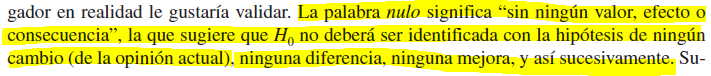 gador en realidad le gustaría validar. La palabra nulo significa “sin ningún valor, efecto o
consecuencia”, la que sugiere que H₀ no deberá ser identificada con la hipótesis de ningún
cambio (de la opinión actual), ninguna diferencia, ninguna mejora, y así sucesivamente. Su-